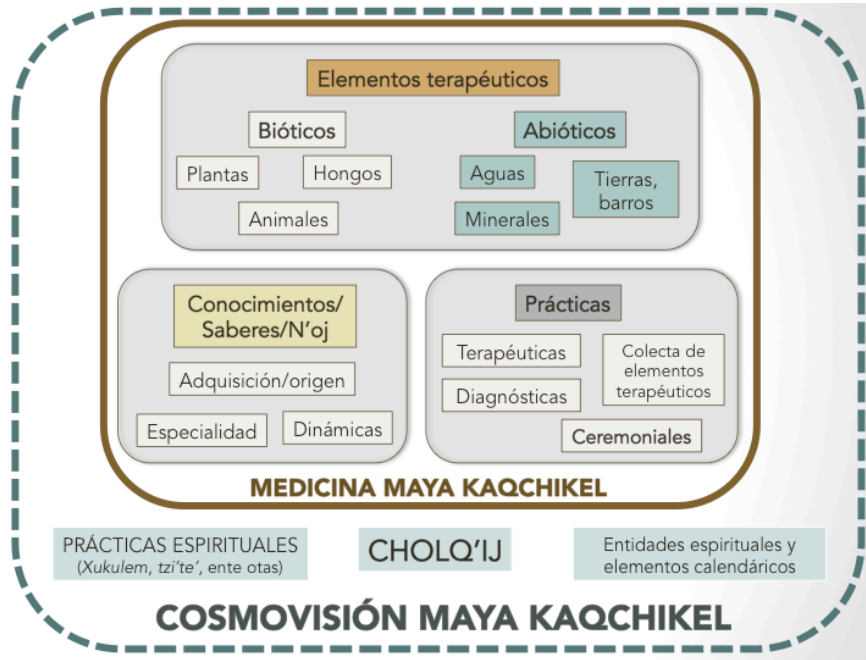 Elementos terapéuticos
Bióticos
Abióticos
Plantas
Hongos
Aguas
Tierras,
barros
Animales
Minerales
Conocimientos/
Saberes/N'oj
Adquisición/origen
Especialidad
Dinámicas
Prácticas
Terapéuticas
Colecta de
elementos
terapéuticos
Diagnósticas
Ceremoniales
MEDICINA MAYA KAQCHIKEL
PRÁCTICAS ESPIRITUALES
(Xukulem, tzi'te', ente otas)
CHOLQ'IJ
Entidades espirituales y
elementos calendáricos
COSMOVISIÓN MAYA KAQCHIKEL